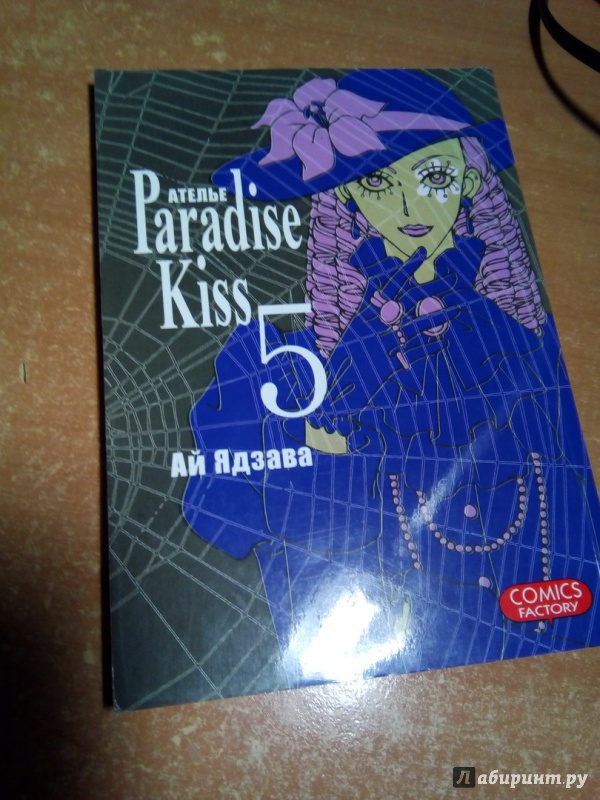 АТЕЛЬЕ
Paradise
Kiss
5
Ай Ядзава
COMICS
FACTORY
Лабиринт.ру